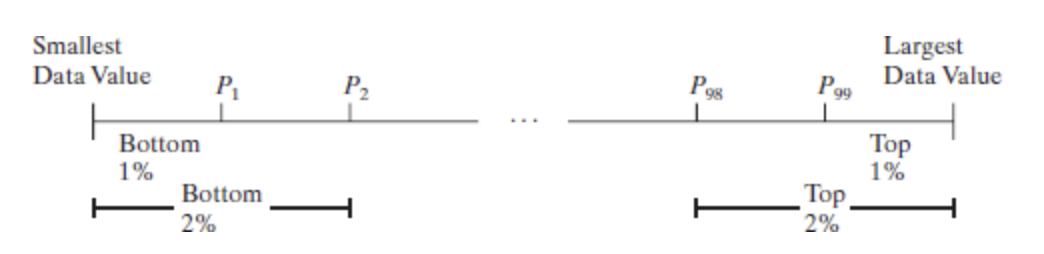 Smallest
Data Value
P1
P2
...
P98
P99
Largest
Data Value
Bottom
1%
Top
1%
Bottom
2%
Top
2%